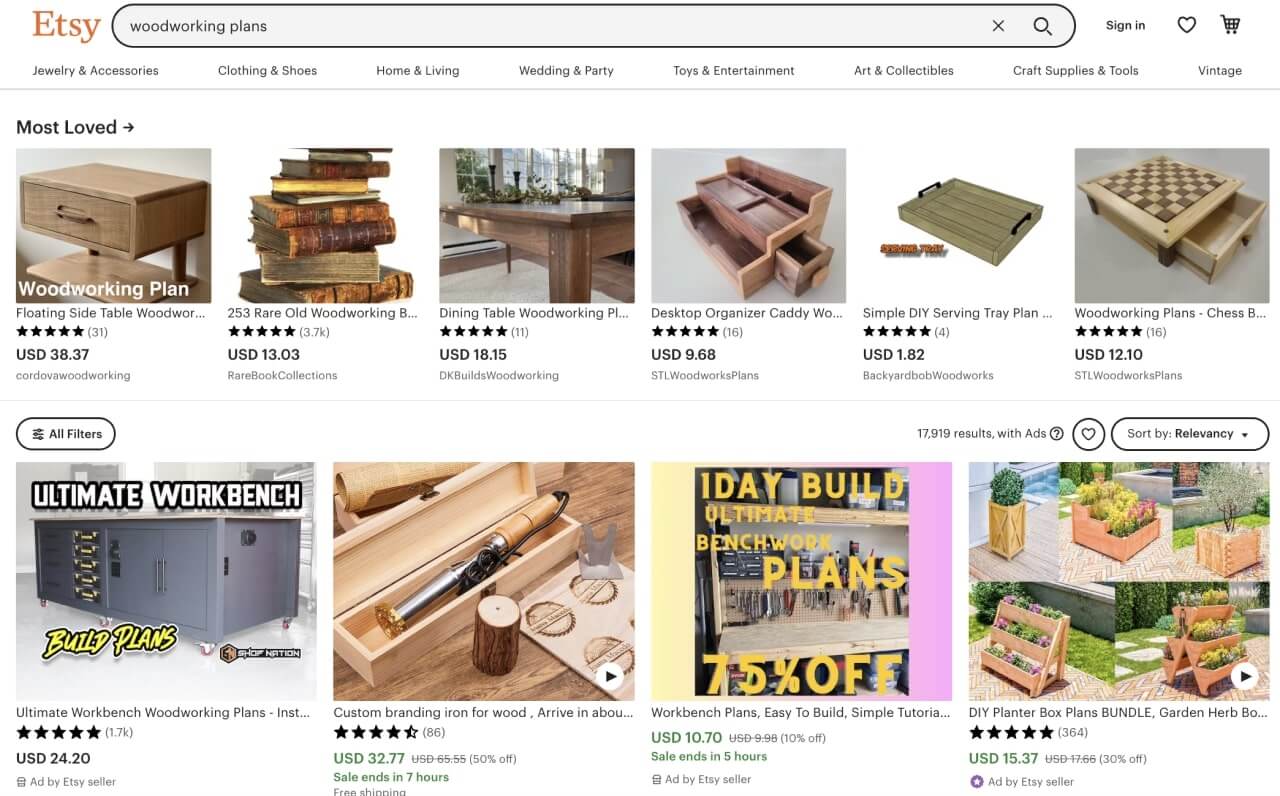 Etsy
woodworking plans
Sign in
Jewelry & Accessories
Clothing & Shoes
Home & Living
Wedding & Party
Toys & Entertainment
Art & Collectibles
Craft Supplies & Tools
Vintage
Most Loved →
Woodworking Plan
Floating Side Table Woodwor...
(31)
USD 38.37
cordovawoodworking
253 Rare Old Woodworking B...
(3.7k)
USD 13.03
RareBookCollections
Dining Table Woodworking Pl...
(11)
USD 18.15
DKBuildsWoodworking
Desktop Organizer Caddy Wo...
(16)
USD 9.68
STLWoodworksPlans
SERVING TRAY
Simple DIY Serving Tray Plan ...
(4)
USD 1.82
BackyardbobWoodworks
Woodworking Plans - Chess B...
(16)
USD 12.10
STLWoodworksPlans
All Filters
17,919 results, with Ads
Sort by: Relevancy
ULTIMATE WORKBENCH
BUILD PLANS
SHOP NATION
Ultimate Workbench Woodworking Plans - Inst...
(1.7k)
USD 24.20
Ad by Etsy seller
Custom branding iron for wood , Arrive in abou...
(86)
USD 32.77 USD 65.55 (50% off)
Sale ends in 7 hours
Free shipping
1DAY BUILD
ULTIMATE
BENCHWORK
PLANS
75%OFF
Workbench Plans, Easy To Build, Simple Tutoria...
USD 10.70 USD 9.98 (10% off)
Sale ends in 5 hours
Ad by Etsy seller
DIY Planter Box Plans BUNDLE, Garden Herb Bo...
(364)
USD 15.37 USD 17.66 (30% off)
Ad by Etsy seller